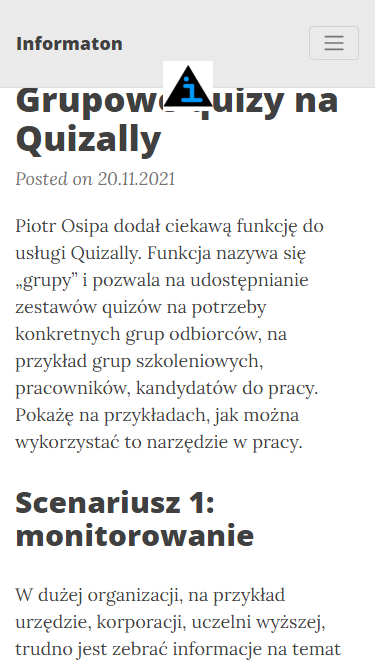 Informaton
i
Grupowe quizy na
Quizally
Posted on 20.11.2021
Piotr Osipa dodał ciekawą funkcję do
usługi Quizally. Funkcja nazywa się
„grupy” i pozwala na udostępnianie
zestawów quizów na potrzeby
konkretnych grup odbiorców, na
przykład grup szkoleniowych,
pracowników, kandydatów do pracy.
Pokażę na przykładach, jak można
wykorzystać to narzędzie w pracy.
Scenariusz 1:
monitorowanie
W dużej organizacji, na przykład
urzędzie, korporacji, uczelni wyższej,
trudno jest zebrać informacje na temat